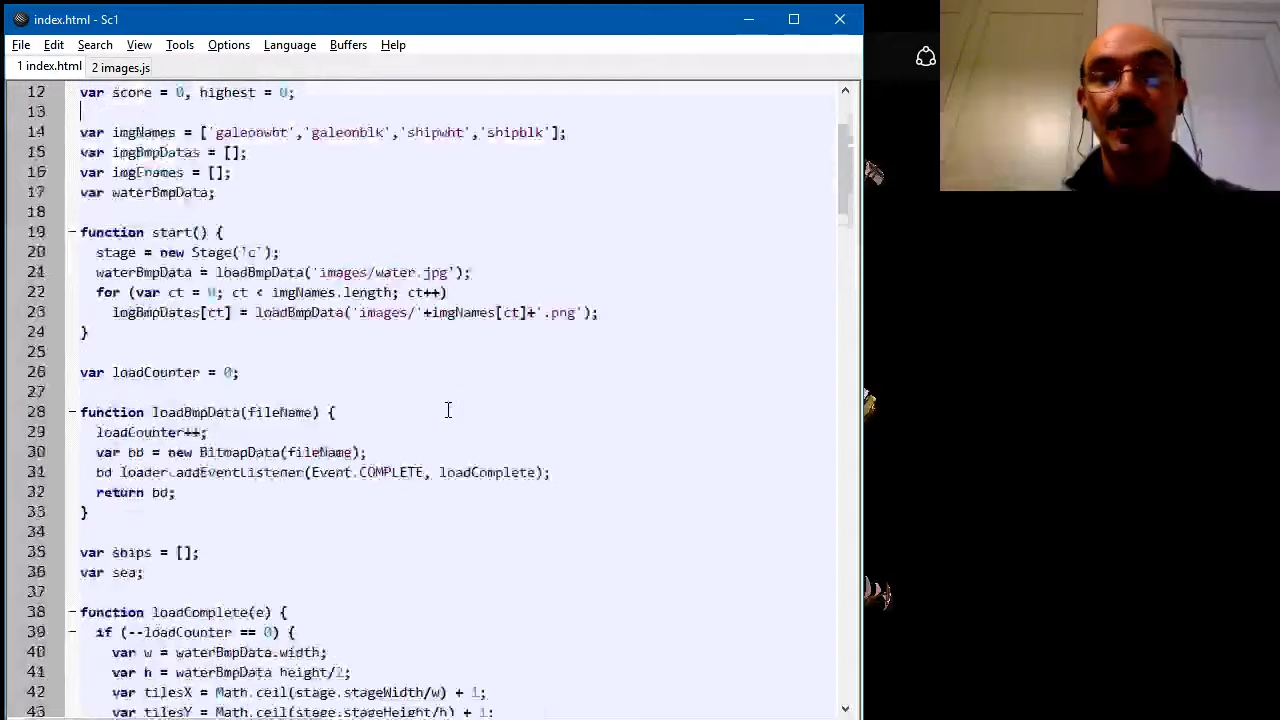 index.html - Sc1
File Edit Search View Tools Options Language Buffers Help
1 index.html 2 images.js
12 var score = 0, highest = 0;
13
14 var imgNames = ['galeonwht','galeonblk','shipwht','shipblk'];
15 var imgBmpDatas = [];
16 var imgFnames = [];
17 var waterBmpData;
18
19 function start() {
20 stage = new Stage('c');
21 waterBmpData = loadBmpData('images/water.jpg');
22 for (var ct = 0; ct < imgNames.length; ct++)
23 imgBmpDatas[ct] = loadBmpData('images/'+imgNames[ct]+'.png');
24 }
25
26 var loadCounter = 0;
27
28 function loadBmpData(fileName) {
29 loadCounter++;
30 var bd = new BitmapData(fileName);
31 bd.loader.addEventListener(Event.COMPLETE, loadComplete);
32 return bd;
33 }
34
35 var ships = [];
36 var sea;
37
38 function loadComplete(e) {
39 if (--loadCounter == 0) {
40 var w = waterBmpData.width;
41 var h = waterBmpData.height/2;
42 var tilesX = Math.ceil(stage.stageWidth/w) + 1;
43 var tilesY = Math.ceil(stage.stageHeight/h) + 1;